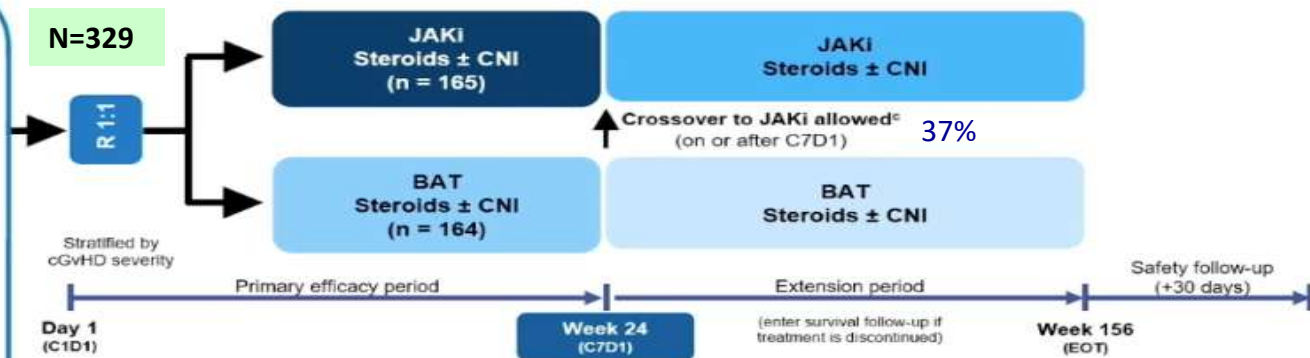 N=329
R 1:1
JAKi
Steroids ± CNI
(n = 165)
JAKi
Steroids ± CNI
Crossover to JAKi allowedᶜ
(on or after C7D1)
37%
BAT
Steroids ± CNI
(n = 164)
BAT
Steroids ± CNI
Stratified by
cGvHD severity
Primary efficacy period
Extension period
Safety follow-up
(+30 days)
Day 1
(C1D1)
Week 24
(C7D1)
(enter survival follow-up if
treatment is discontinued)
Week 156
(EOT)